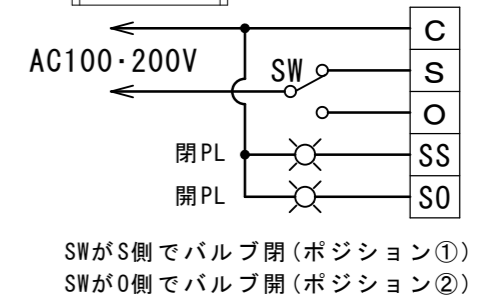 C
AC100･200V
SW
S
O
閉PL
SS
開PL
SO
SWがS側でバルブ閉(ポジション①)
SWがO側でバルブ開(ポジション②)